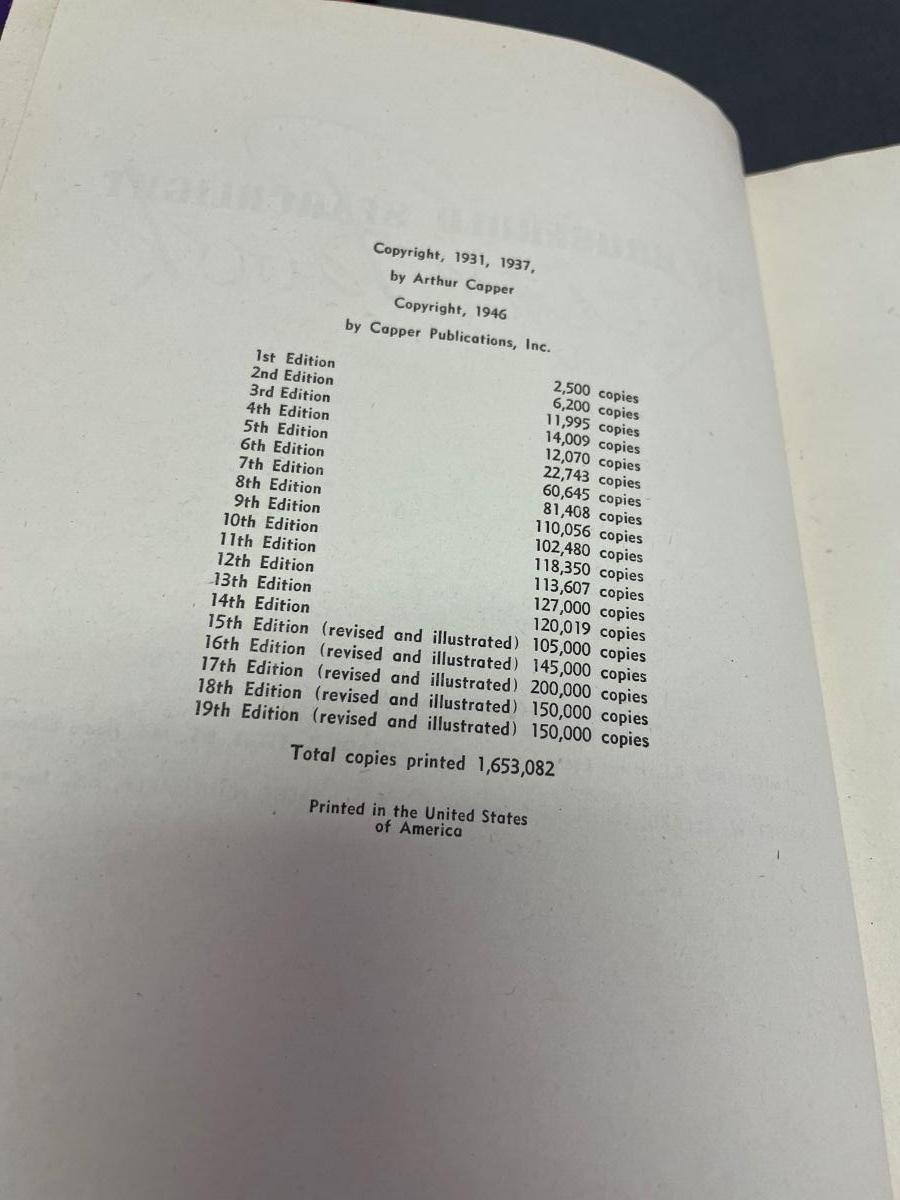 Copyright, 1931, 1937,
by Arthur Capper
Copyright, 1946
by Capper Publications, Inc.
1st Edition 2,500 copies
2nd Edition 6,200 copies
3rd Edition 11,995 copies
4th Edition 14,009 copies
5th Edition 12,070 copies
6th Edition 22,743 copies
7th Edition 60,645 copies
8th Edition 81,408 copies
9th Edition 110,056 copies
10th Edition 102,480 copies
11th Edition 118,350 copies
12th Edition 113,607 copies
13th Edition 127,000 copies
14th Edition 120,019 copies
15th Edition (revised and illustrated) 105,000 copies
16th Edition (revised and illustrated) 145,000 copies
17th Edition (revised and illustrated) 200,000 copies
18th Edition (revised and illustrated) 150,000 copies
19th Edition (revised and illustrated) 150,000 copies
Total copies printed 1,653,082
Printed in the United States
of America